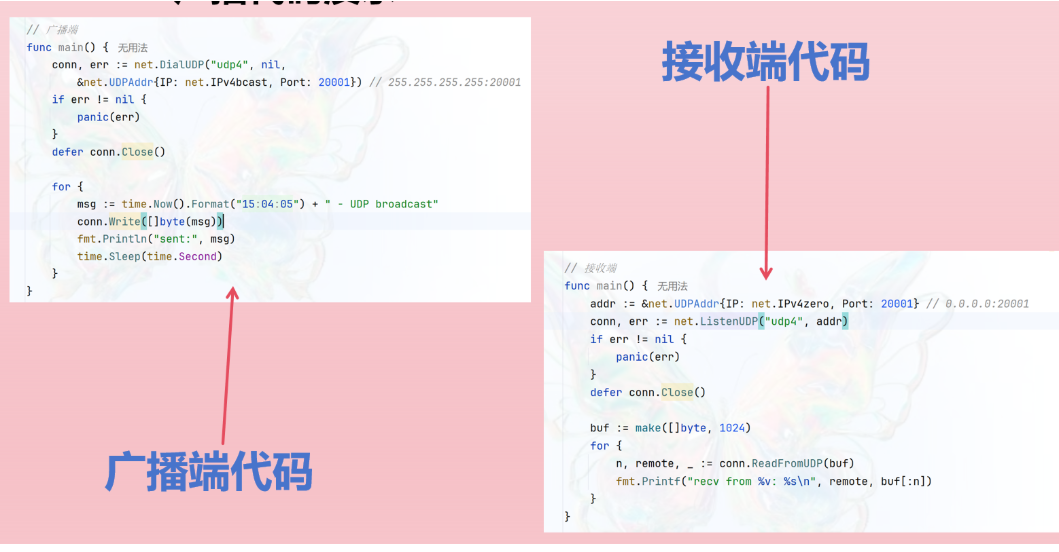 广播代码演示
// 广播端
func main() { 无用法
    conn, err := net.DialUDP("udp4", nil,
        &net.UDPAddr{IP: net.IPv4bcast, Port: 20001}) // 255.255.255.255:20001
    if err != nil {
        panic(err)
    }
    defer conn.Close()
    for {
        msg := time.Now().Format("15:04:05") + " - UDP broadcast"
        conn.Write([]byte(msg))
        fmt.Println("sent:", msg)
        time.Sleep(time.Second)
    }
}
广播端代码
接收端代码
// 接收端
func main() { 无用法
    addr := &net.UDPAddr{IP: net.IPv4zero, Port: 20001} // 0.0.0.0:20001
    conn, err := net.ListenUDP("udp4", addr)
    if err != nil {
        panic(err)
    }
    defer conn.Close()
    buf := make([]byte, 1024)
    for {
        n, remote, _ := conn.ReadFromUDP(buf)
        fmt.Printf("recv from %v: %s\n", remote, buf[:n])
    }
}